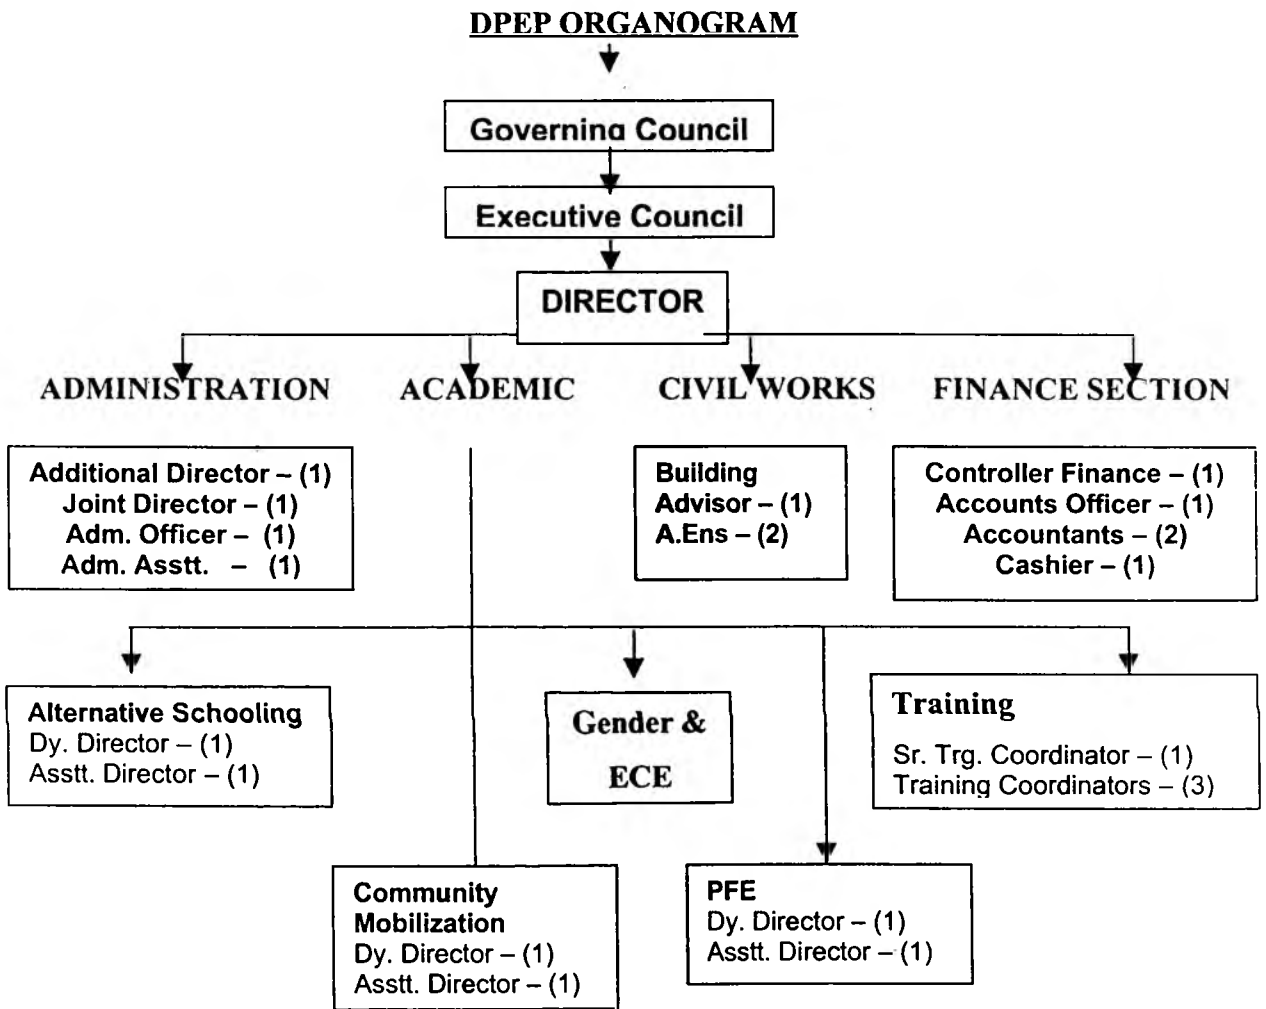 DPEP ORGANOGRAM
Governing Council
Executive Council
DIRECTOR
ADMINISTRATION
ACADEMIC
CIVIL WORKS
FINANCE SECTION
Additional Director – (1)
Joint Director – (1)
Adm. Officer – (1)
Adm. Asstt. – (1)
Building
Advisor – (1)
A.Ens – (2)
Controller Finance – (1)
Accounts Officer – (1)
Accountants – (2)
Cashier – (1)
Alternative Schooling
Dy. Director – (1)
Asstt. Director – (1)
Gender &
ECE
Training
Sr. Trg. Coordinator – (1)
Training Coordinators – (3)
Community
Mobilization
Dy. Director – (1)
Asstt. Director – (1)
PFE
Dy. Director – (1)
Asstt. Director – (1)